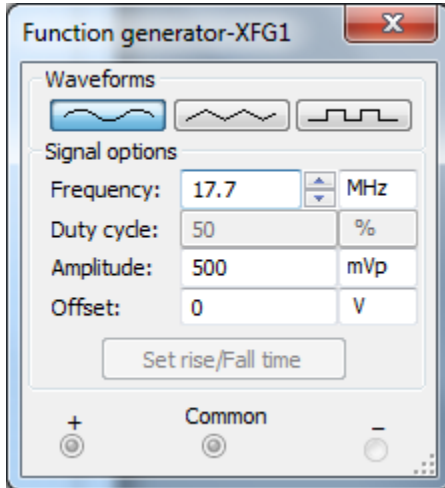 Function generator-XFG1
Waveforms
Signal options
Frequency: 17.7 MHz
Duty cycle: 50 %
Amplitude: 500 mVp
Offset: 0 V
Set rise/Fall time
+ Common −